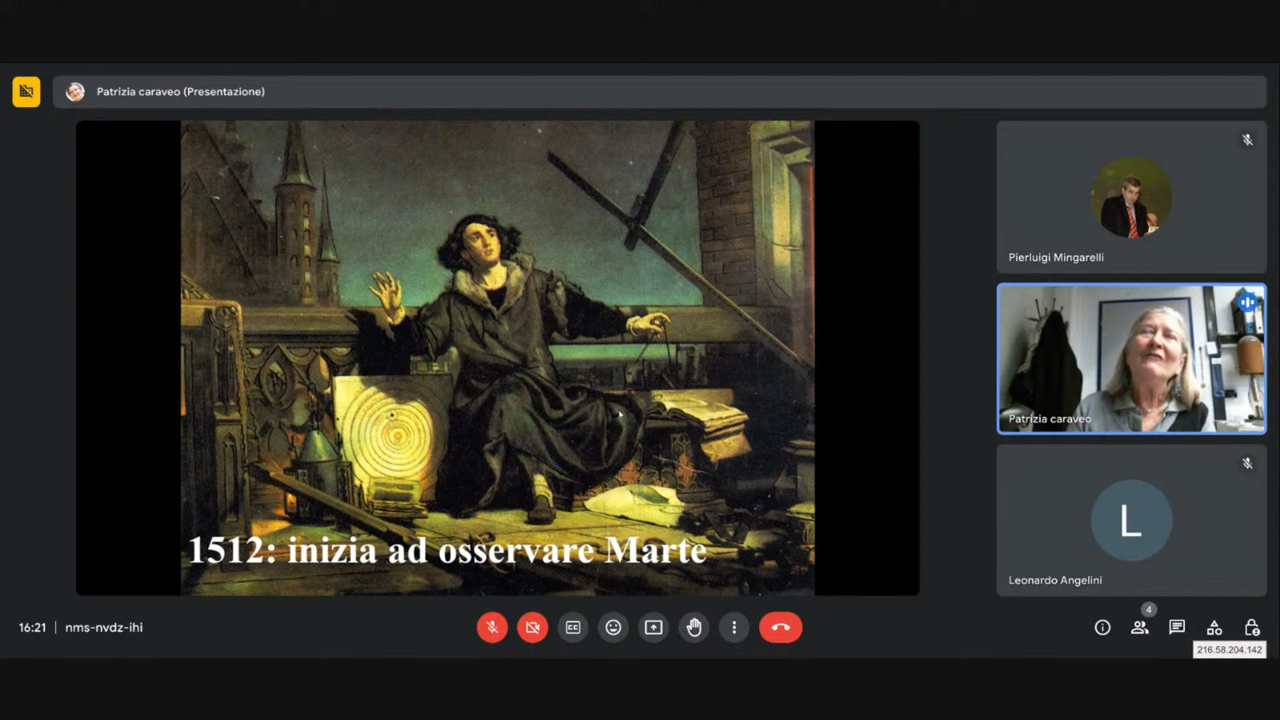 Patrizia caraveo (Presentazione)
1512: inizia ad osservare Marte
Pierluigi Mingarelli
Patrizia caraveo
L
Leonardo Angelini
16:21 | nms-nvdz-ihi
CC
4
216.58.204.142